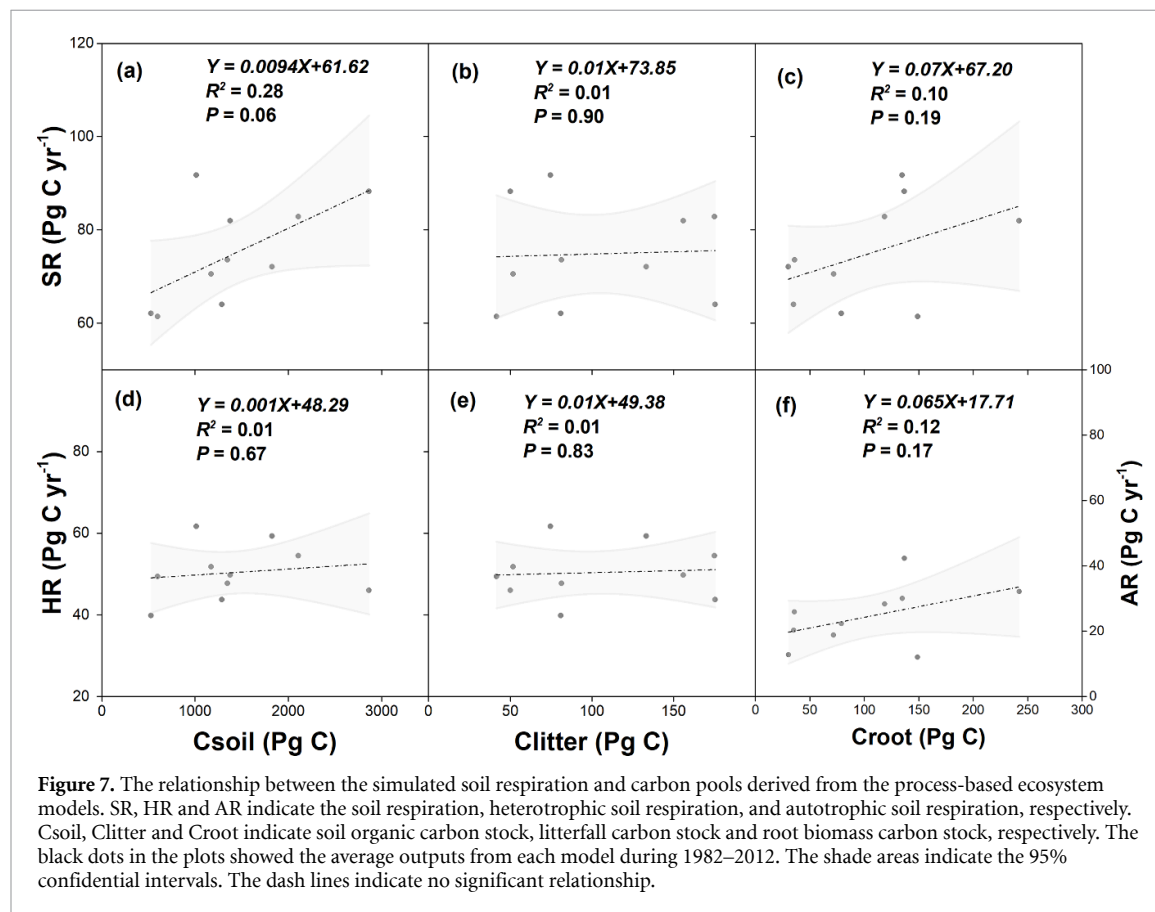 (a)
Y = 0.0094X+61.62
R² = 0.28
P = 0.06
(b)
Y = 0.01X+73.85
R² = 0.01
P = 0.90
(c)
Y = 0.07X+67.20
R² = 0.10
P = 0.19
120
100
80
60
SR (Pg C yr⁻¹)
(d)
Y = 0.001X+48.29
R² = 0.01
P = 0.67
(e)
Y = 0.01X+49.38
R² = 0.01
P = 0.83
(f)
Y = 0.065X+17.71
R² = 0.12
P = 0.17
80
60
40
20
HR (Pg C yr⁻¹)
100
80
60
40
20
0
AR (Pg C yr⁻¹)
0 1000 2000 3000
0 50 100 150
0 50 100 150 200 250 300
Csoil (Pg C)
Clitter (Pg C)
Croot (Pg C)
Figure 7. The relationship between the simulated soil respiration and carbon pools derived from the process-based ecosystem
models. SR, HR and AR indicate the soil respiration, heterotrophic soil respiration, and autotrophic soil respiration, respectively.
Csoil, Clitter and Croot indicate soil organic carbon stock, litterfall carbon stock and root biomass carbon stock, respectively. The
black dots in the plots showed the average outputs from each model during 1982–2012. The shade areas indicate the 95%
confidential intervals. The dash lines indicate no significant relationship.